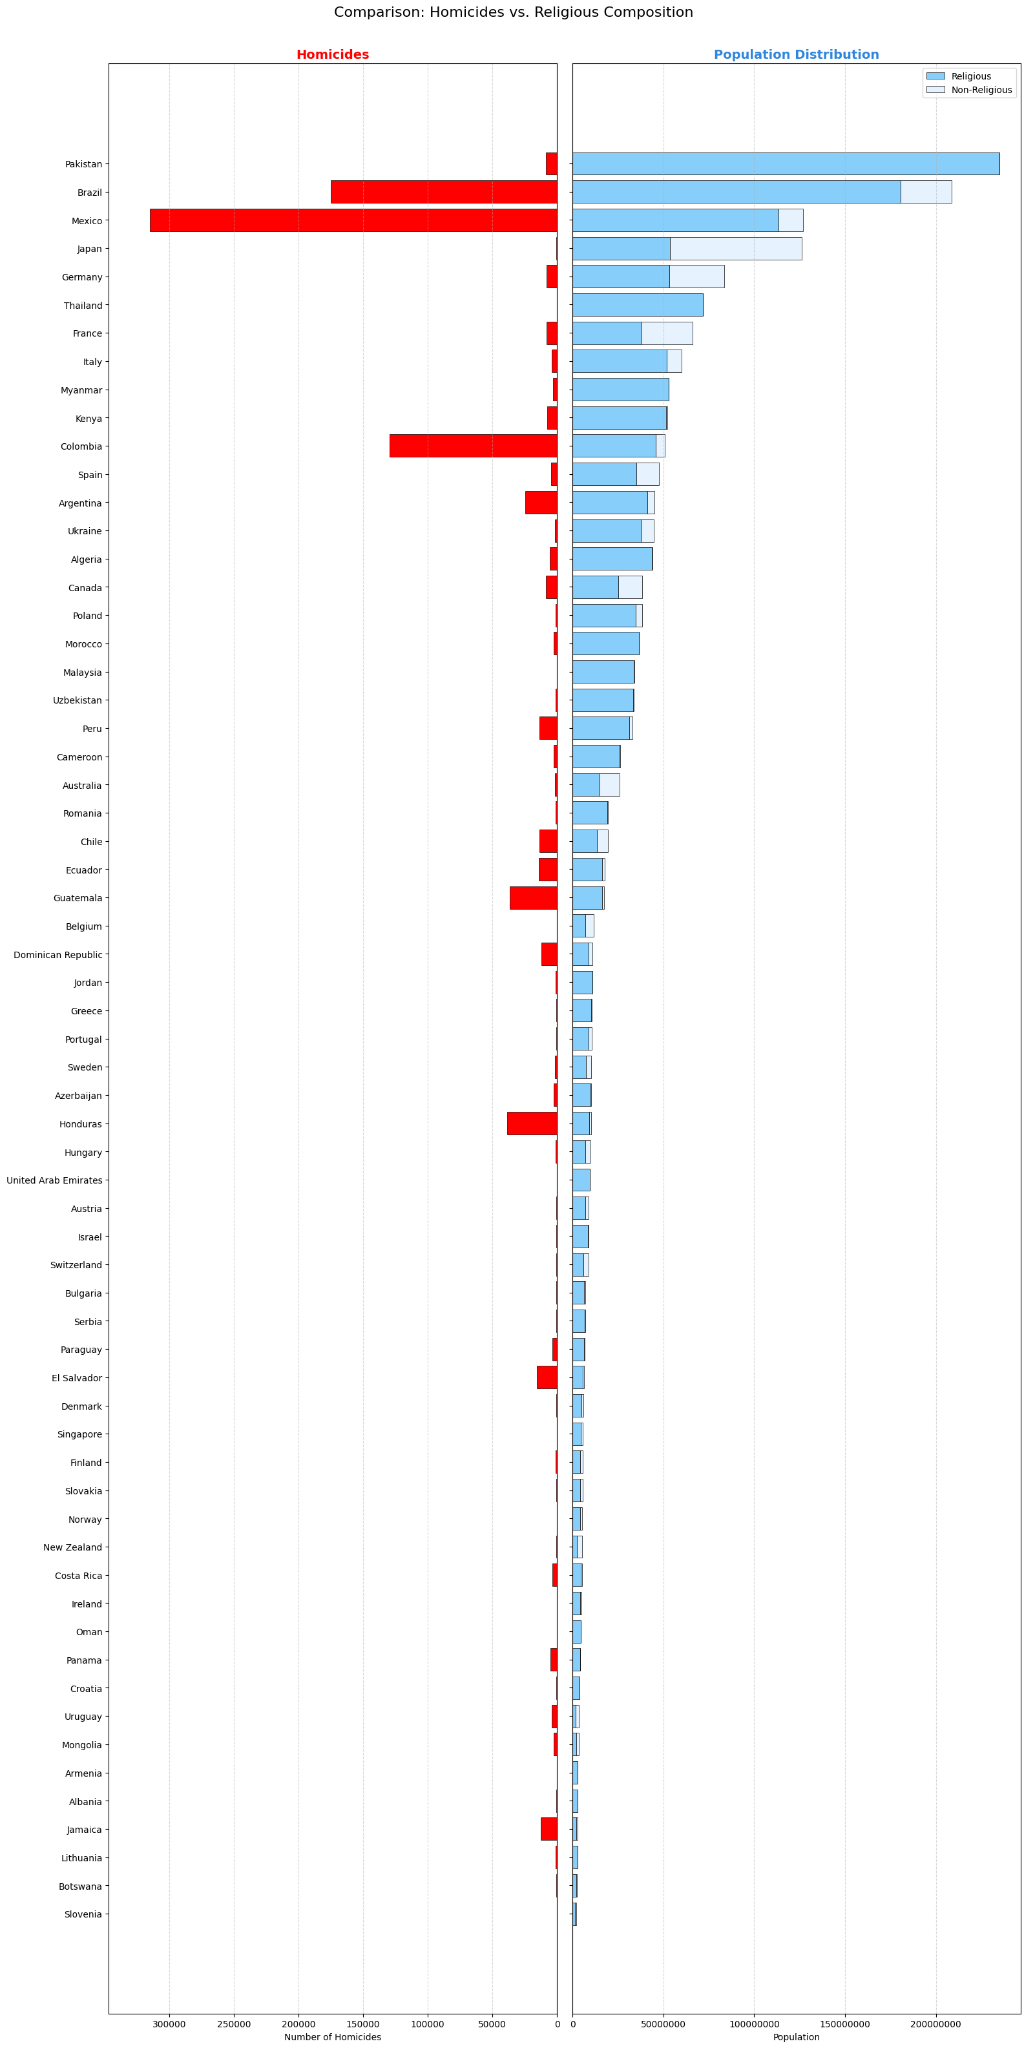 Comparison: Homicides vs. Religious Composition
Homicides
Population Distribution
Religious
Non-Religious
Pakistan
Brazil
Mexico
Japan
Germany
Thailand
France
Italy
Myanmar
Kenya
Colombia
Spain
Argentina
Ukraine
Algeria
Canada
Poland
Morocco
Malaysia
Uzbekistan
Peru
Cameroon
Australia
Romania
Chile
Ecuador
Guatemala
Belgium
Dominican Republic
Jordan
Greece
Portugal
Sweden
Azerbaijan
Honduras
Hungary
United Arab Emirates
Austria
Israel
Switzerland
Bulgaria
Serbia
Paraguay
El Salvador
Denmark
Singapore
Finland
Slovakia
Norway
New Zealand
Costa Rica
Ireland
Oman
Panama
Croatia
Uruguay
Mongolia
Armenia
Albania
Jamaica
Lithuania
Botswana
Slovenia
300000 250000 200000 150000 100000 50000 0
Number of Homicides
0 50000000 100000000 150000000 200000000
Population